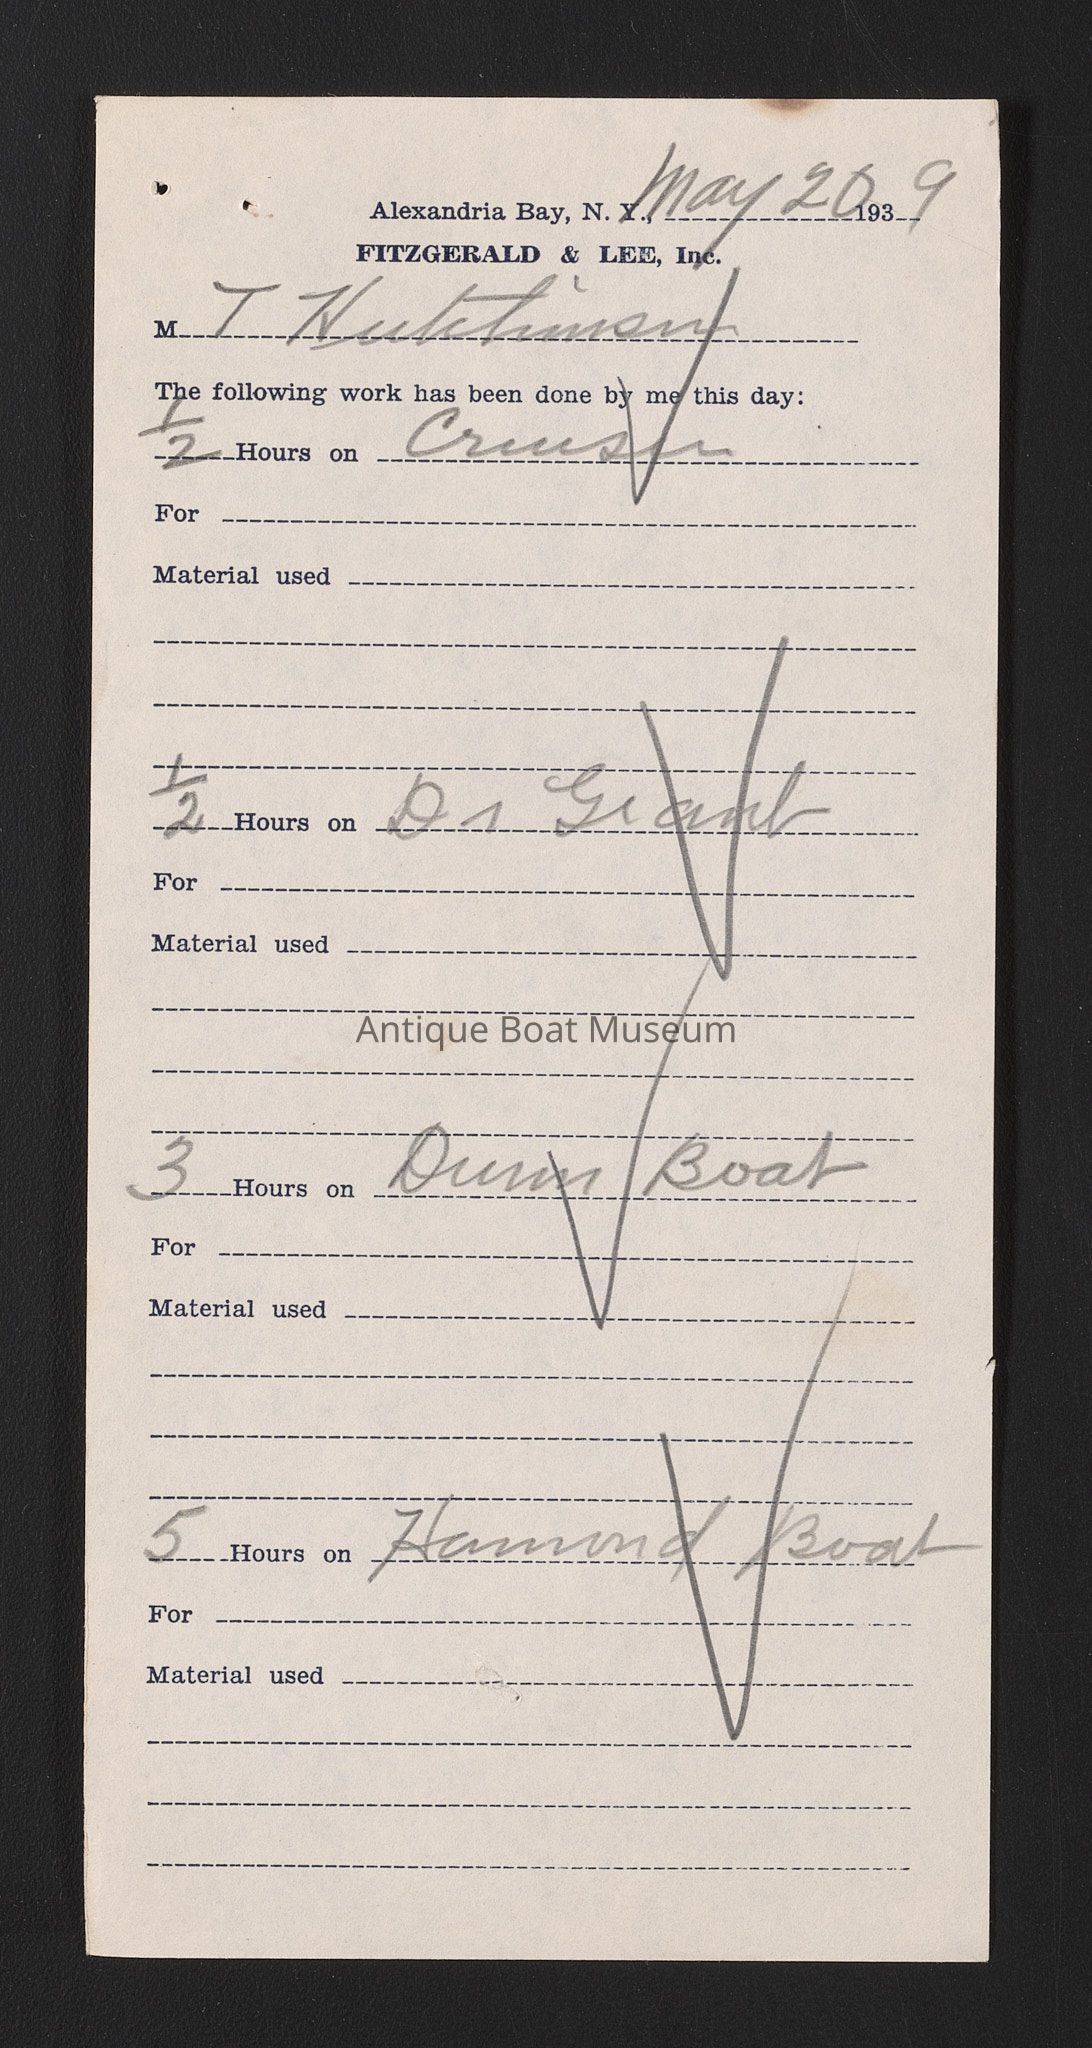 Alexandria Bay, N. Y., May 20 1939
FITZGERALD & LEE, Inc.
M T Hutchinson
The following work has been done by me this day:
1/2 Hours on
For
Material used
1/2 Hours on Dr Grant
For
Material used
Antique Boat Museum
3 Hours on Dunn Boat
For
Material used
5 Hours on Hamond Boat
For
Material used